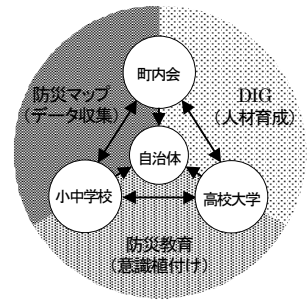 町内会
防災マップ
（データ収集）
DIG
（人材育成）
自治体
小中学校
高校大学
防災教育
（意識植付け）